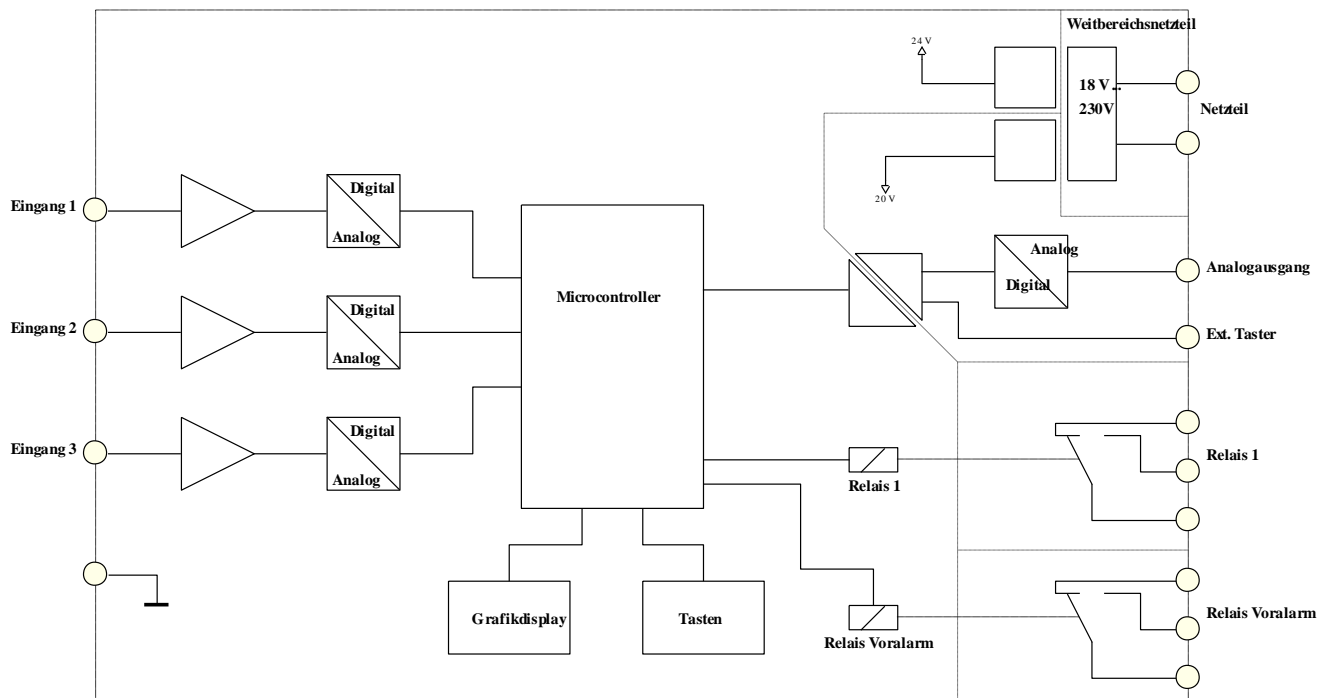 Weitbereichsnetzteil
24 V
18 V...
230V
Netzteil
20 V
Eingang 1
Digital
Analog
Eingang 2
Digital
Analog
Eingang 3
Digital
Analog
Microcontroller
Analog
Digital
Analogausgang
Ext. Taster
Relais 1
Relais 1
Grafikdisplay
Tasten
Relais Voralarm
Relais Voralarm